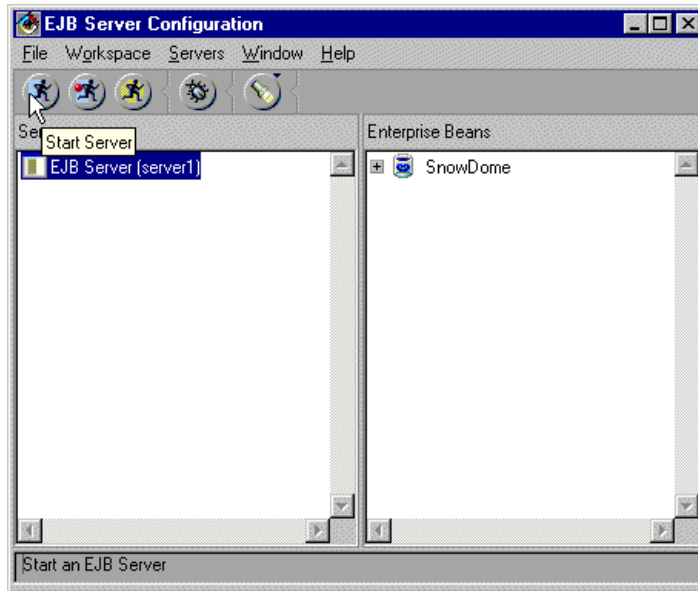 EJB Server Configuration
File Workspace Servers Window Help
Start Server
Enterprise Beans
EJB Server (server1)
SnowDome
Start an EJB Server